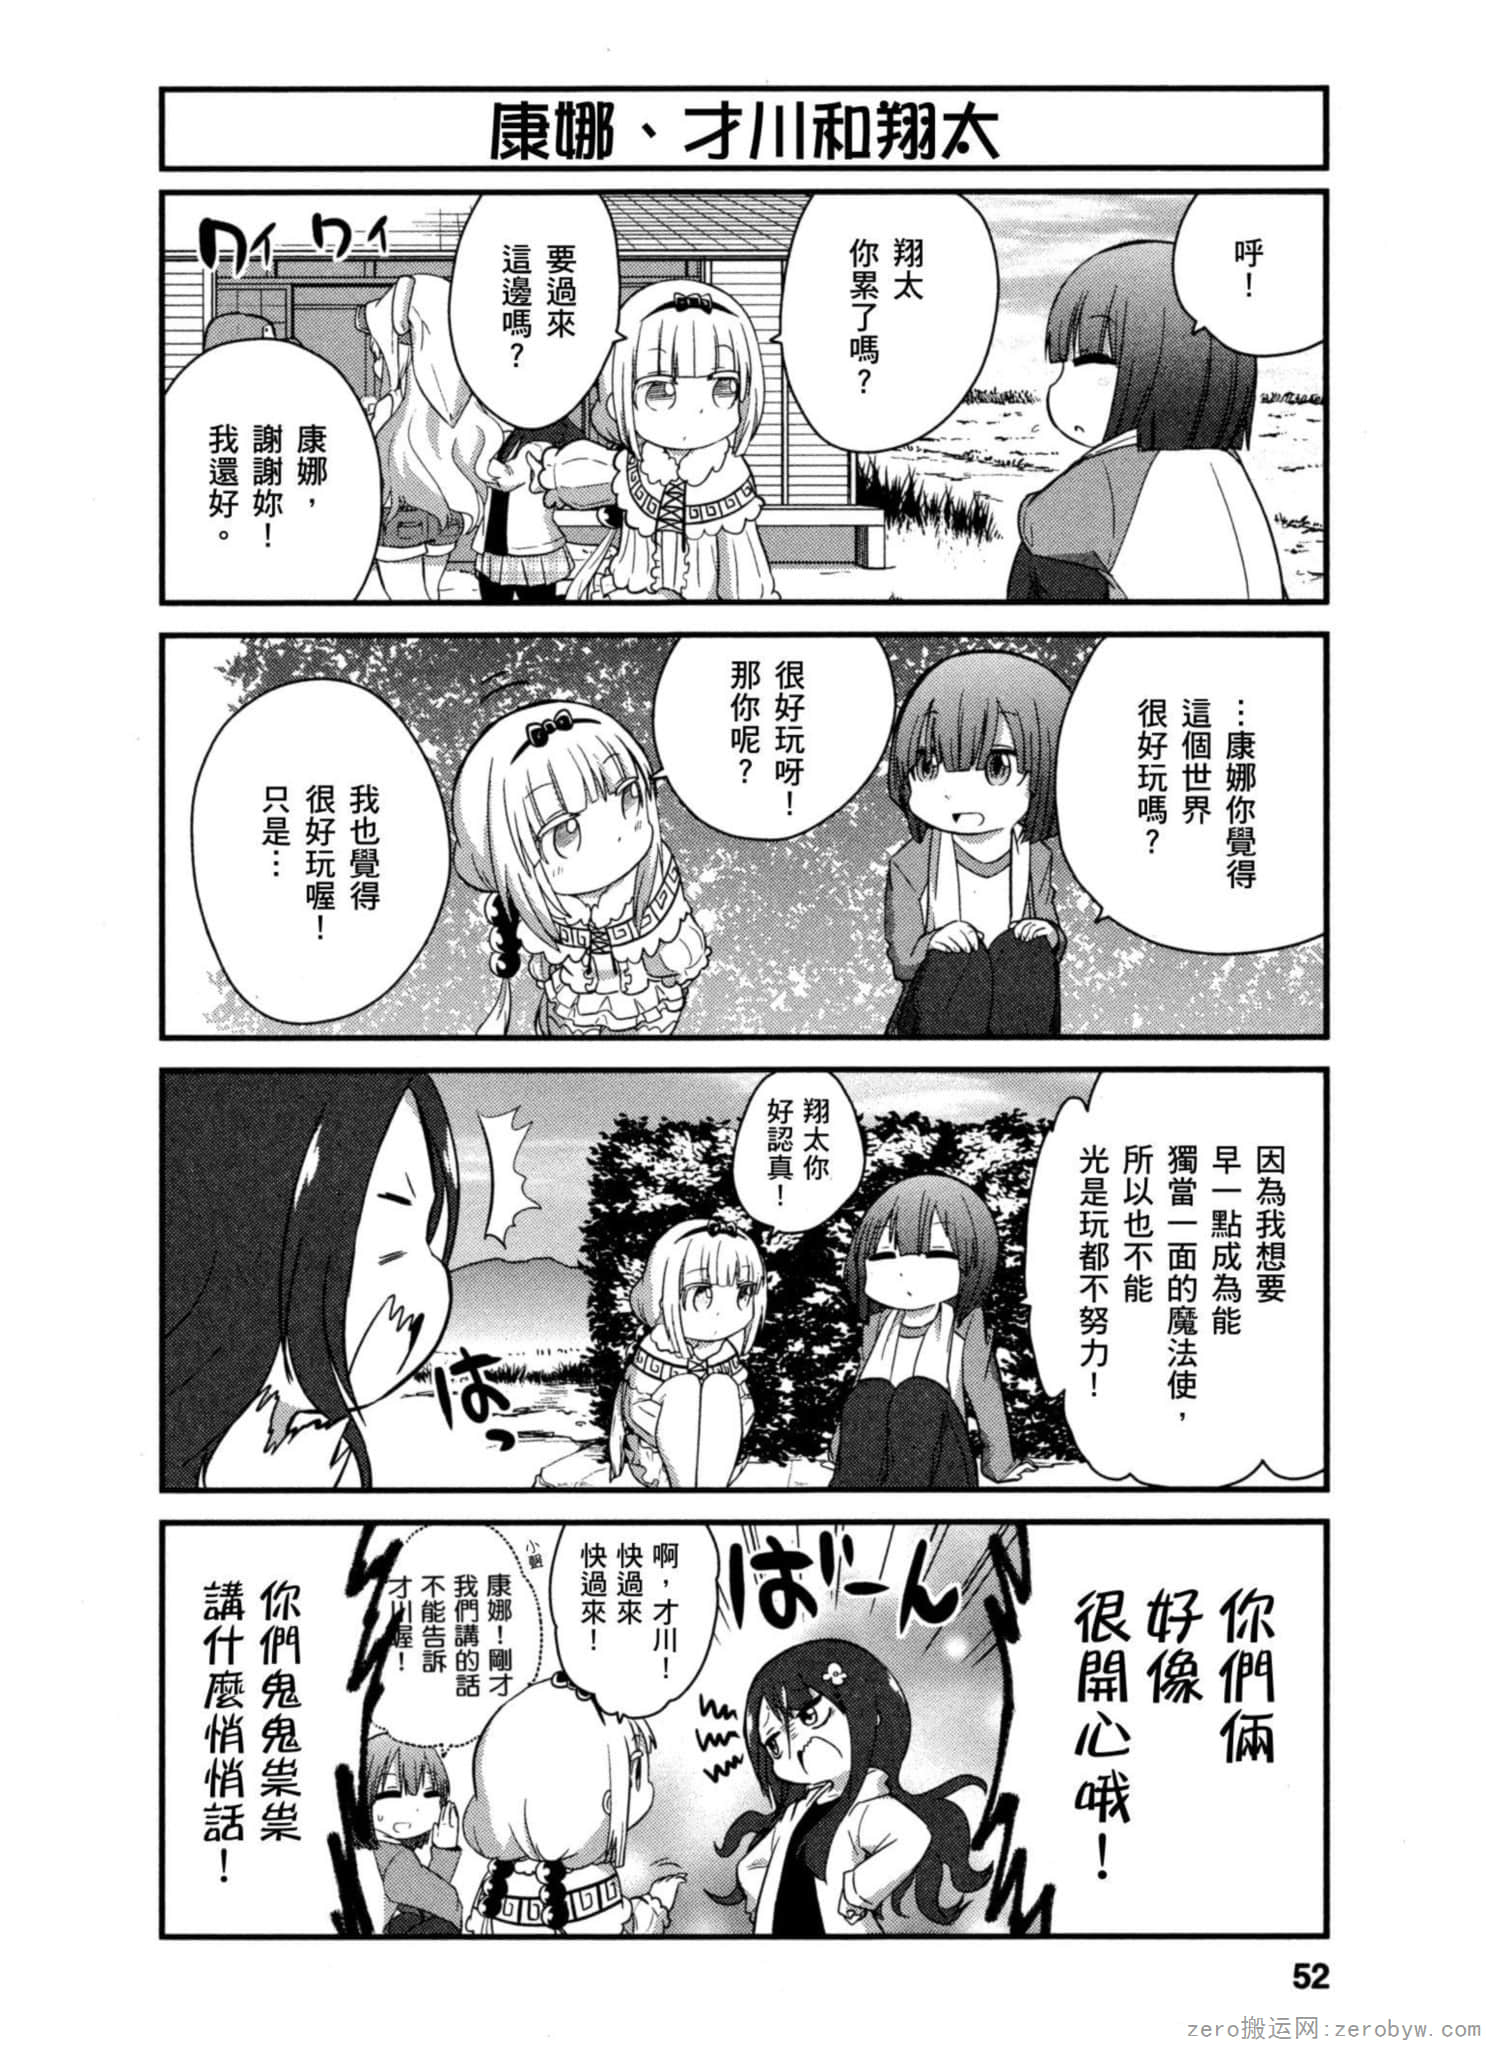 康娜、才川和翔太
呼！
翔太
你累了嗎？
要過來
這邊嗎？
ワイ ワイ
康娜，
謝謝妳！
我還好。
…康娜你覺得
這個世界
很好玩嗎？
很好玩呀！
那你呢？
我也覺得
很好玩喔！
只是…
因為我想要
早一點成為能
獨當一面的魔法使，
所以也不能
光是玩都不努力！
翔太你
好認真！
はっ
你們倆
好像
很開心哦！
ばーん
啊，才川！
快過來
快過來！
小聲
康娜！剛才
我們講的話
不能告訴
才川喔！
你們鬼鬼祟祟
講什麼悄悄話！
52
zero搬运网:zerobyw.com